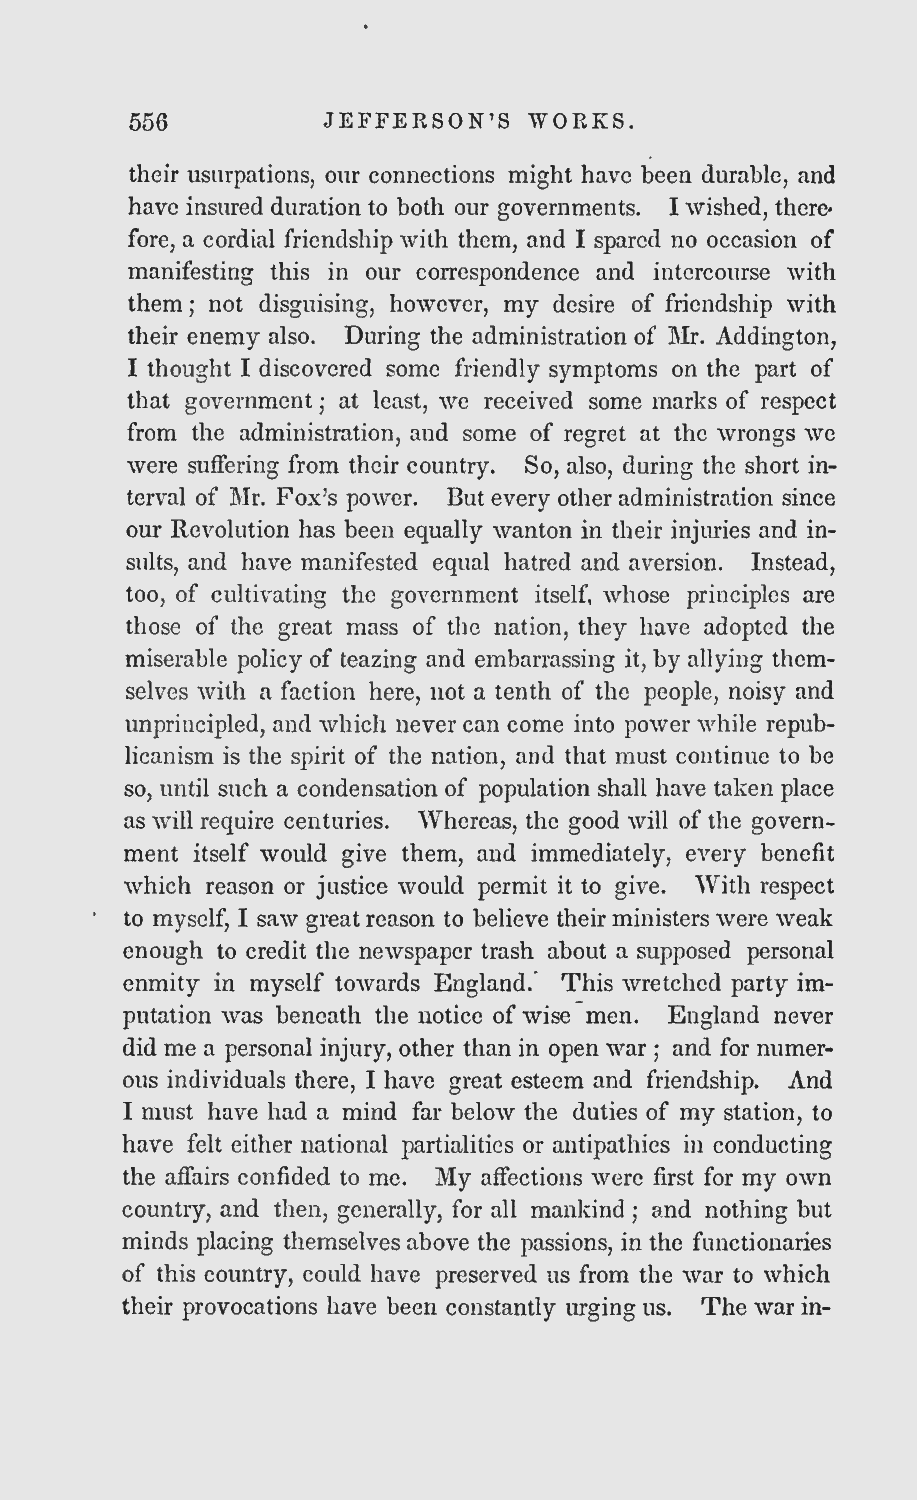 556 JEFFERSON'S WORKS.
their usurpations, our connections might have been durable, and
have insured duration to both our governments. I wished, there-
fore, a cordial friendship with them, and I spared no occasion of
manifesting this in our correspondence and intercourse with
them; not disguising, however, my desire of friendship with
their enemy also. During the administration of Mr. Addington,
I thought I discovered some friendly symptoms on the part of
that government; at least, we received some marks of respect
from the administration, and some of regret at the wrongs we
were suffering from their country. So, also, during the short in-
terval of Mr. Fox's power. But every other administration since
our Revolution has been equally wanton in their injuries and in-
sults, and have manifested equal hatred and aversion. Instead,
too, of cultivating the government itself, whose principles are
those of the great mass of the nation, they have adopted the
miserable policy of teazing and embarrassing it, by allying them-
selves with a faction here, not a tenth of the people, noisy and
unprincipled, and which never can come into power while repub-
licanism is the spirit of the nation, and that must continue to be
so, until such a condensation of population shall have taken place
as will require centuries. Whereas, the good will of the govern-
ment itself would give them, and immediately, every benefit
which reason or justice would permit it to give. With respect
to myself, I saw great reason to believe their ministers were weak
enough to credit the newspaper trash about a supposed personal
enmity in myself towards England. This wretched party im-
putation was beneath the notice of wise men. England never
did me a personal injury, other than in open war; and for numer-
ous individuals there, I have great esteem and friendship. And
I must have had a mind far below the duties of my station, to
have felt either national partialities or antipathies in conducting
the affairs confided to me. My affections were first for my own
country, and then, generally, for all mankind; and nothing but
minds placing themselves above the passions, in the functionaries
of this country, could have preserved us from the war to which
their provocations have been constantly urging us. The war in-